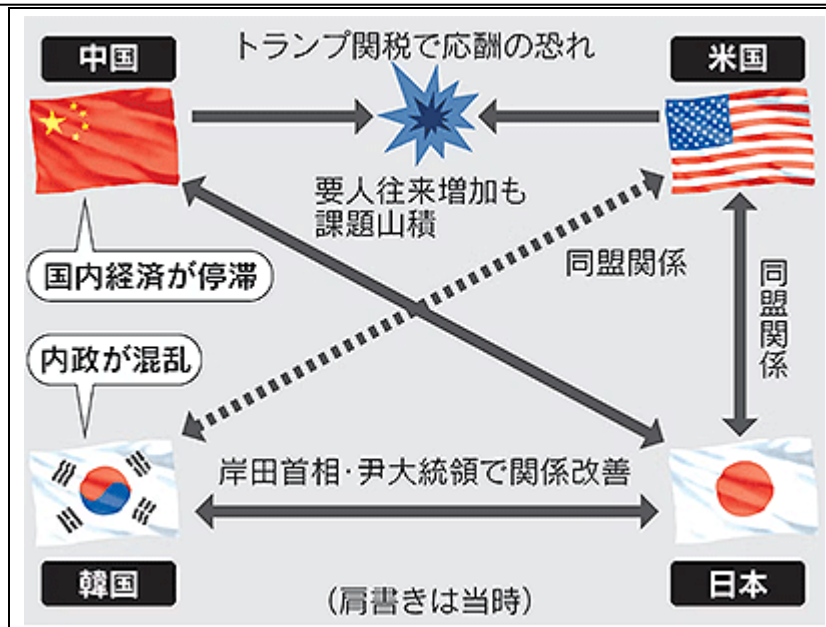 中国
トランプ関税で応酬の恐れ
米国
要人往来増加も
課題山積
同盟関係
同盟関係
国内経済が停滞
内政が混乱
岸田首相・尹大統領で関係改善
韓国
(肩書きは当時)
日本